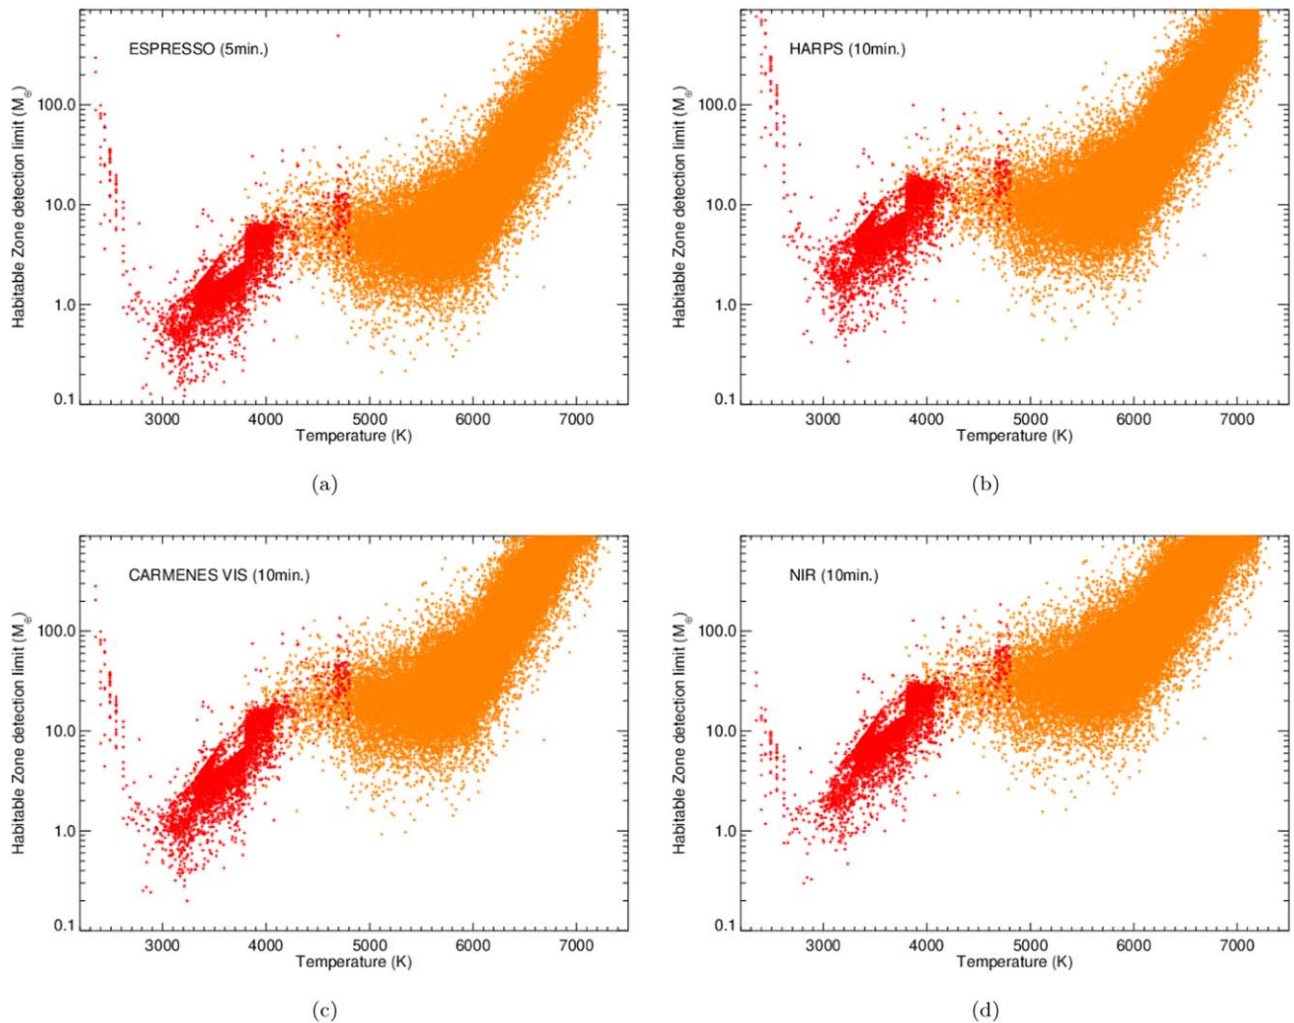 ESPRESSO (5min.)
Habitable Zone detection limit (M⊕)
100.0
10.0
1.0
0.1
3000 4000 5000 6000 7000
Temperature (K)
(a)
HARPS (10min.)
Habitable Zone detection limit (M⊕)
100.0
10.0
1.0
0.1
3000 4000 5000 6000 7000
Temperature (K)
(b)
CARMENES VIS (10min.)
Habitable Zone detection limit (M⊕)
100.0
10.0
1.0
0.1
3000 4000 5000 6000 7000
Temperature (K)
(c)
NIR (10min.)
Habitable Zone detection limit (M⊕)
100.0
10.0
1.0
0.1
3000 4000 5000 6000 7000
Temperature (K)
(d)